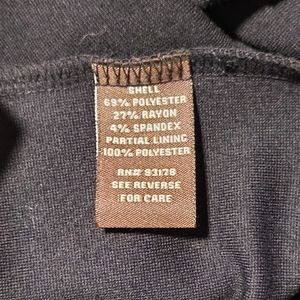 SHELL
69% POLYESTER
27% RAYON
4% SPANDEX
PARTIAL LINING
100% POLYESTER
RN# 93178
SEE REVERSE
FOR CARE